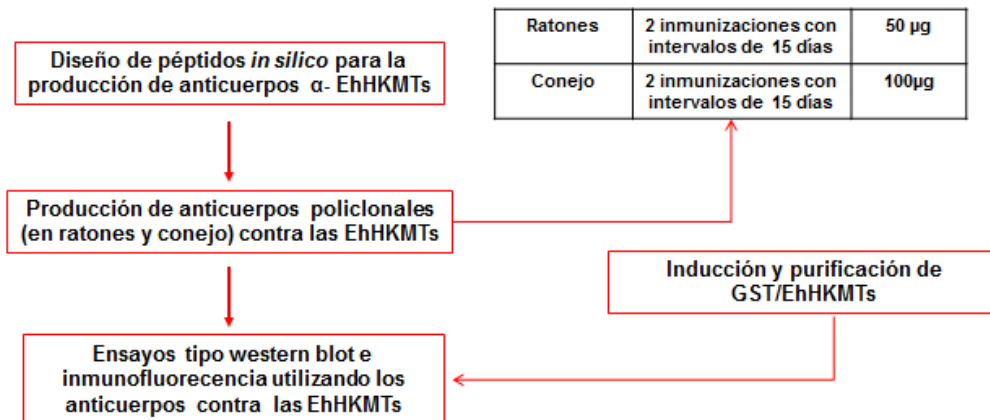 Diseño de péptidos in silico para la
producción de anticuerpos α- EhHKMTs
Ratones 2 inmunizaciones con 50 µg
intervalos de 15 días
Conejo 2 inmunizaciones con 100µg
intervalos de 15 días
Producción de anticuerpos policlonales
(en ratones y conejo) contra las EhHKMTs
Inducción y purificación de
GST/EhHKMTs
Ensayos tipo western blot e
inmunofluorecencia utilizando los
anticuerpos contra las EhHKMTs